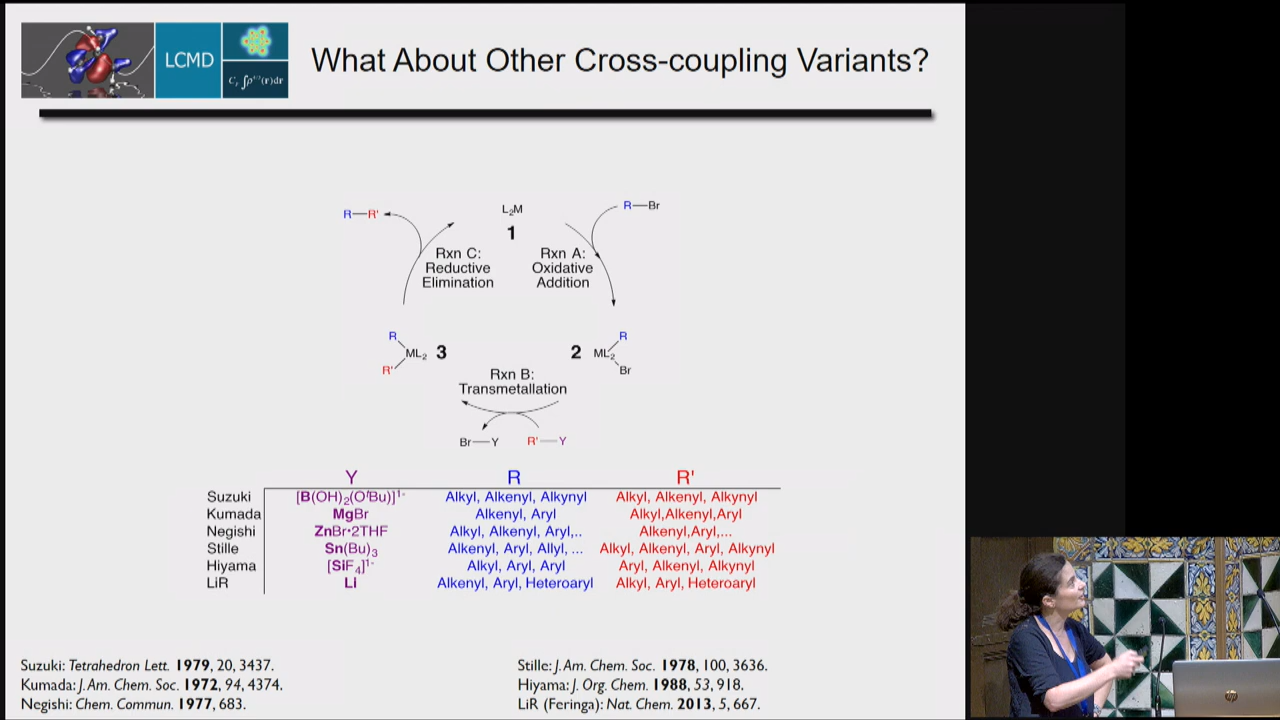 LCMD
What About Other Cross-coupling Variants?
R—R'
L₂M
R—Br
1
Rxn C:
Reductive
Elimination
Rxn A:
Oxidative
Addition
R
ML₂ 3
R'
R
2 ML₂
Br
Rxn B:
Transmetallation
Br—Y
R'—Y
Y R R'
Suzuki [B(OH)₂(OᵗBu)]¹⁻ Alkyl, Alkenyl, Alkynyl Alkyl, Alkenyl, Alkynyl
Kumada MgBr Alkenyl, Aryl Alkyl,Alkenyl,Aryl
Negishi ZnBr•2THF Alkyl, Alkenyl, Aryl,.. Alkenyl,Aryl,...
Stille Sn(Bu)₃ Alkenyl, Aryl, Allyl, ... Alkyl, Alkenyl, Aryl, Alkynyl
Hiyama [SiF₄]¹⁻ Alkyl, Aryl, Aryl Aryl, Alkenyl, Alkynyl
LiR Li Alkenyl, Aryl, Heteroaryl Alkyl, Aryl, Heteroaryl
Suzuki: Tetrahedron Lett. 1979, 20, 3437.
Kumada: J. Am. Chem. Soc. 1972, 94, 4374.
Negishi: Chem. Commun. 1977, 683.
Stille: J. Am. Chem. Soc. 1978, 100, 3636.
Hiyama: J. Org. Chem. 1988, 53, 918.
LiR (Feringa): Nat. Chem. 2013, 5, 667.
hp